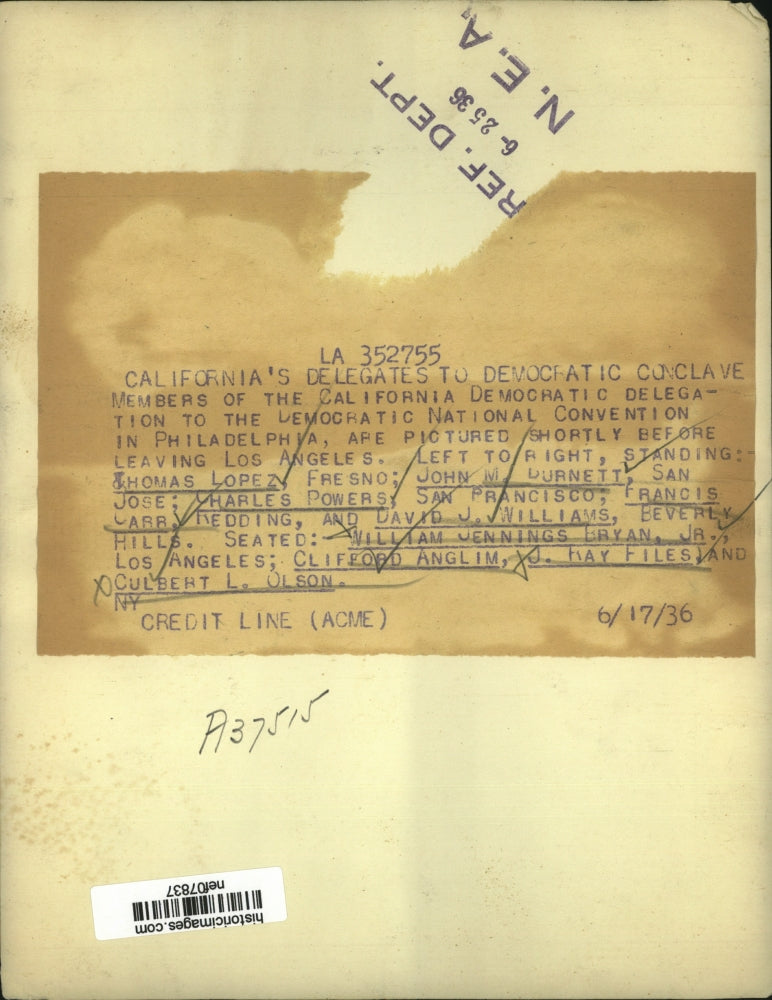 N. E. A.
REF. DEPT.
6-25 36
LA 352755
CALIFORNIA'S DELEGATES TO DEMOCRATIC CONCLAVE
MEMBERS OF THE CALIFORNIA DEMOCRATIC DELEGA-
TION TO THE DEMOCRATIC NATIONAL CONVENTION
IN PHILADELPHIA, ARE PICTURED SHORTLY BEFORE
LEAVING LOS ANGELES. LEFT TO RIGHT, STANDING:
THOMAS LOPEZ, FRESNO; JOHN M. BURNETT, SAN
JOSE; CHARLES POWERS, SAN FRANCISCO; FRANCIS
CARR, REDDING, AND DAVID J. WILLIAMS, BEVERLY
HILLS. SEATED:- WILLIAM JENNINGS BRYAN, JR.,
LOS ANGELES; CLIFFORD ANGLIM, J. RAY FILES, AND
CULBERT L. OLSON.
NY
CREDIT LINE (ACME) 6/17/36
A37515
nef07837
historicimages.com